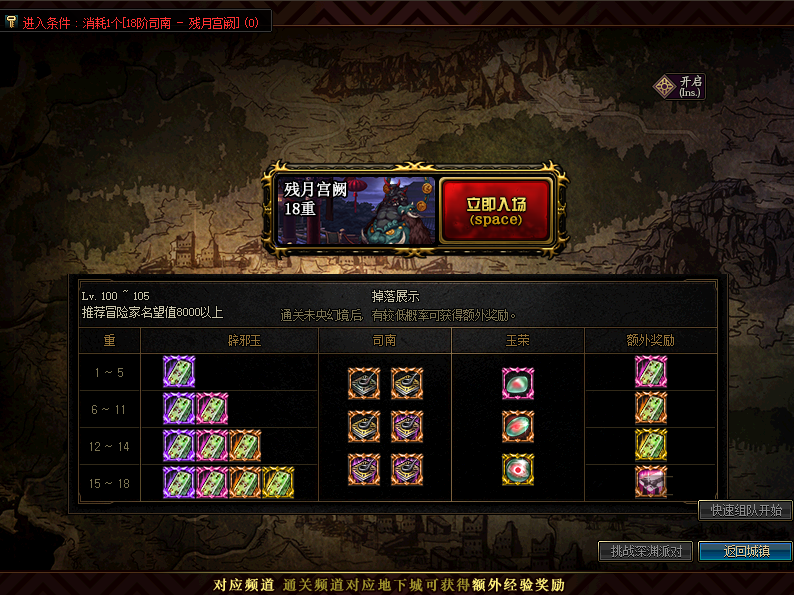 进入条件：消耗1个[18阶司南 - 残月宫阙] (0)
开启
(Ins.)
残月宫阙
18重
立即入场
(space)
Lv. 100 ~ 105
推荐冒险家名望值8000以上
掉落展示
通关未央幻境后，有较低概率可获得额外奖励。
重 辟邪玉 司南 玉荣 额外奖励
1 ~ 5
6 ~ 11
12 ~ 14
15 ~ 18
快速组队开始
挑战深渊派对
返回城镇
对应频道 通关频道对应地下城可获得额外经验奖励